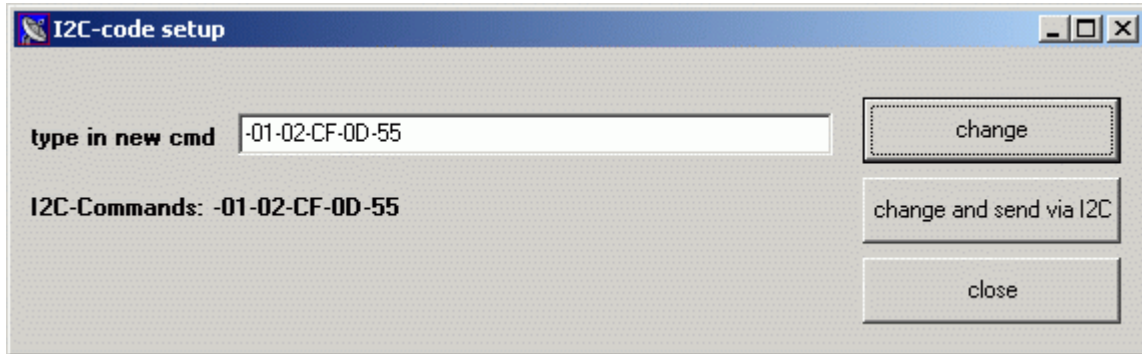 I2C-code setup
type in new cmd -01-02-CF-0D-55
change
I2C-Commands: -01-02-CF-0D-55
change and send via I2C
close